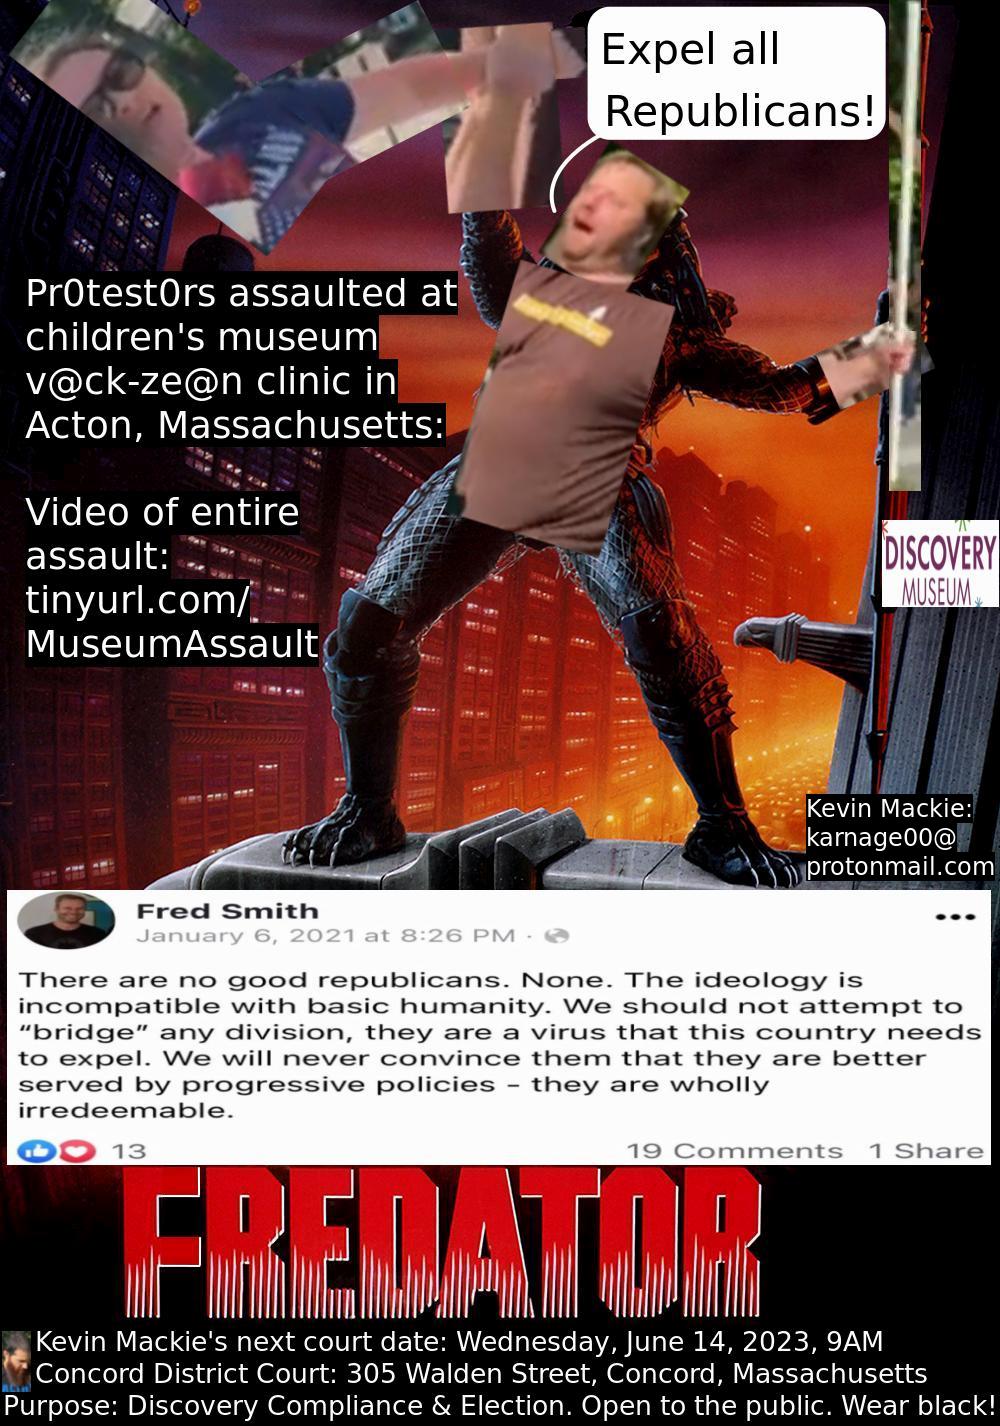 Expel all
Republicans!
Pr0test0rs assaulted at
children's museum
v@ck-ze@n clinic in
Acton, Massachusetts:
Video of entire
assault:
tinyurl.com/
MuseumAssault
DISCOVERY
MUSEUM
Kevin Mackie:
karnage00@
protonmail.com
Fred Smith
January 6, 2021 at 8:26 PM ·
There are no good republicans. None. The ideology is
incompatible with basic humanity. We should not attempt to
“bridge” any division, they are a virus that this country needs
to expel. We will never convince them that they are better
served by progressive policies – they are wholly
irredeemable.
13
19 Comments 1 Share
FREDATOR
Kevin Mackie's next court date: Wednesday, June 14, 2023, 9AM
Concord District Court: 305 Walden Street, Concord, Massachusetts
Purpose: Discovery Compliance & Election. Open to the public. Wear black!